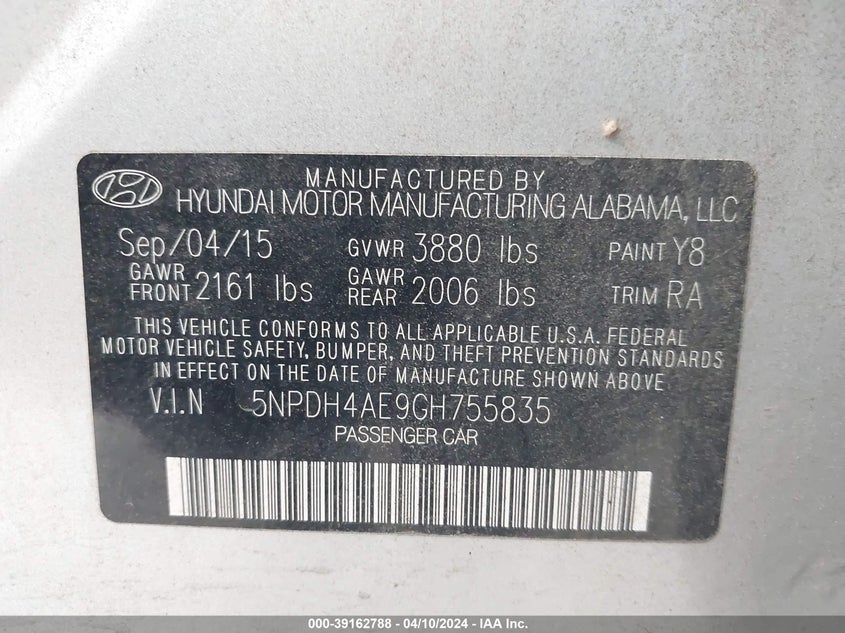 MANUFACTURED BY
HYUNDAI MOTOR MANUFACTURING ALABAMA, LLC
Sep/04/15 GVWR 3880 lbs PAINT Y8
GAWR FRONT 2161 lbs GAWR REAR 2006 lbs TRIM RA
THIS VEHICLE CONFORMS TO ALL APPLICABLE U.S.A. FEDERAL
MOTOR VEHICLE SAFETY, BUMPER, AND THEFT PREVENTION STANDARDS
IN EFFECT ON THE DATE OF MANUFACTURE SHOWN ABOVE
V.I.N 5NPDH4AE9GH755835
PASSENGER CAR
000-39162788 - 04/10/2024 - IAA Inc.